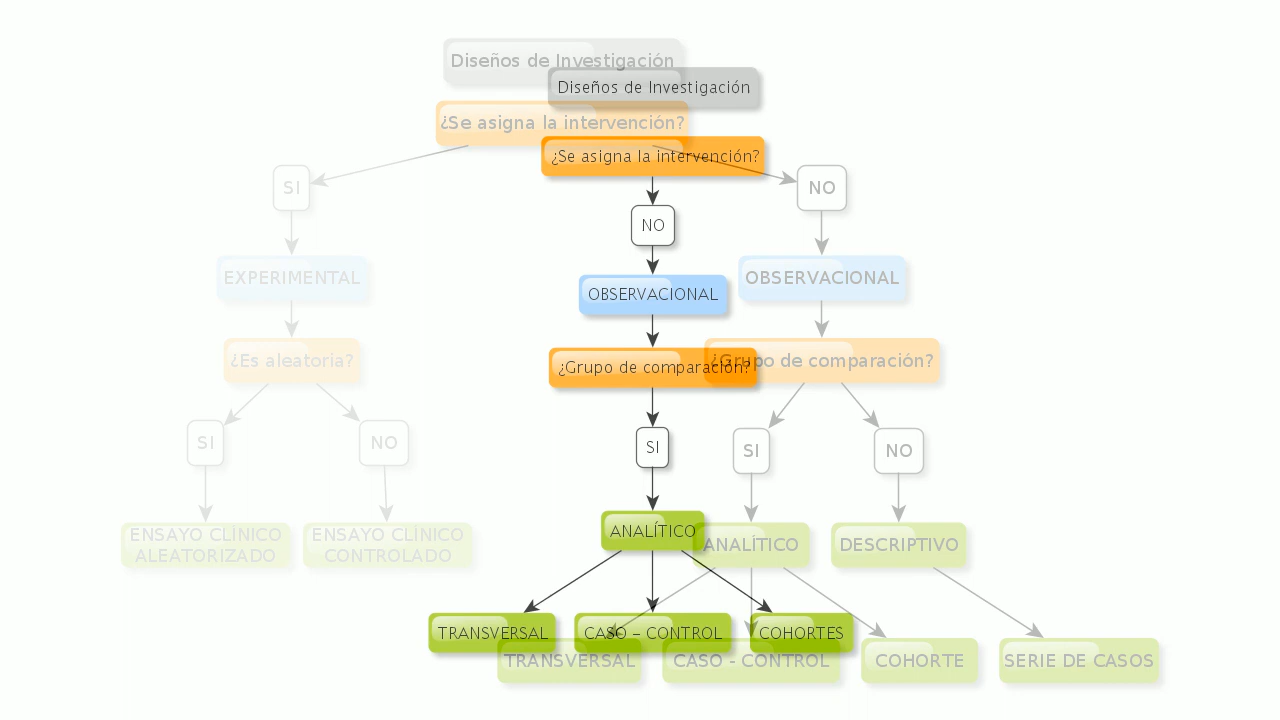 Diseños de Investigación
Diseños de Investigación
¿Se asigna la intervención?
¿Se asigna la intervención?
SI
NO
NO
EXPERIMENTAL
OBSERVACIONAL
OBSERVACIONAL
¿Es aleatoria?
¿Grupo de comparación?
¿Grupo de comparación?
SI
NO
SI
SI
NO
ENSAYO CLÍNICO
ALEATORIZADO
ENSAYO CLÍNICO
CONTROLADO
ANALÍTICO
ANALÍTICO
DESCRIPTIVO
TRANSVERSAL
CASO – CONTROL
COHORTES
TRANSVERSAL
CASO - CONTROL
COHORTE
SERIE DE CASOS